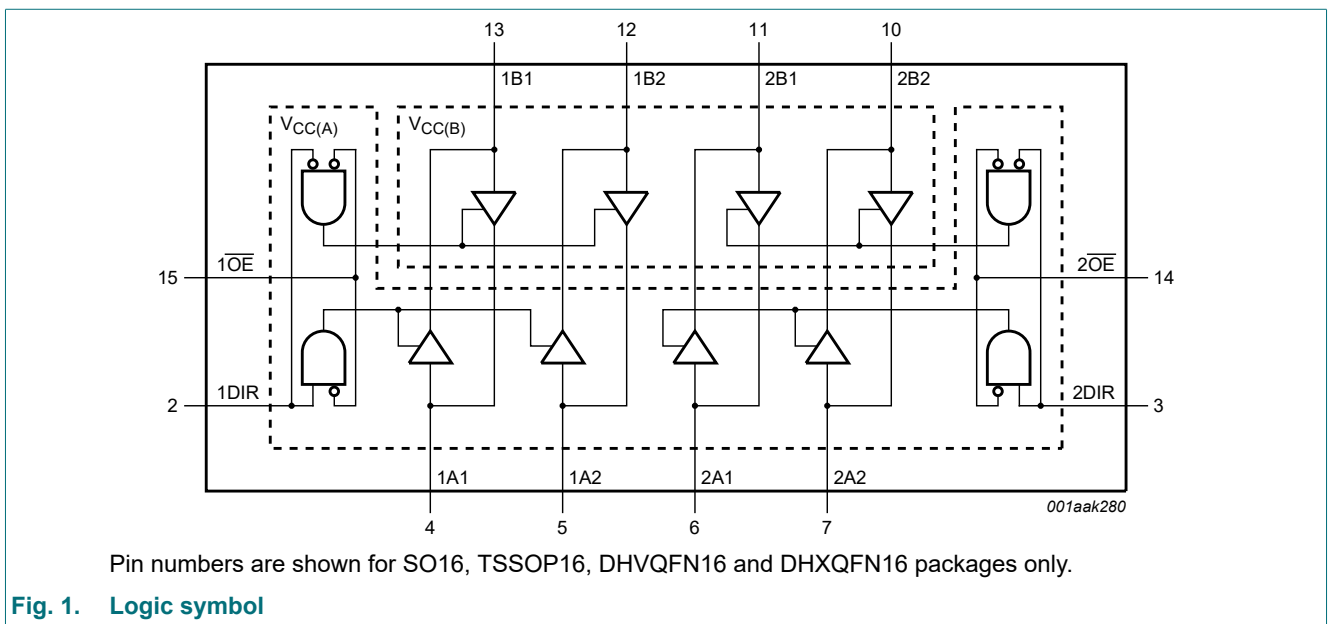 13 12 11 10
1B1 1B2 2B1 2B2
VCC(A) VCC(B)
15 1OE 2OE 14
2 1DIR 2DIR 3
1A1 1A2 2A1 2A2
001aak280
4 5 6 7
Pin numbers are shown for SO16, TSSOP16, DHVQFN16 and DHXQFN16 packages only.
Fig. 1. Logic symbol